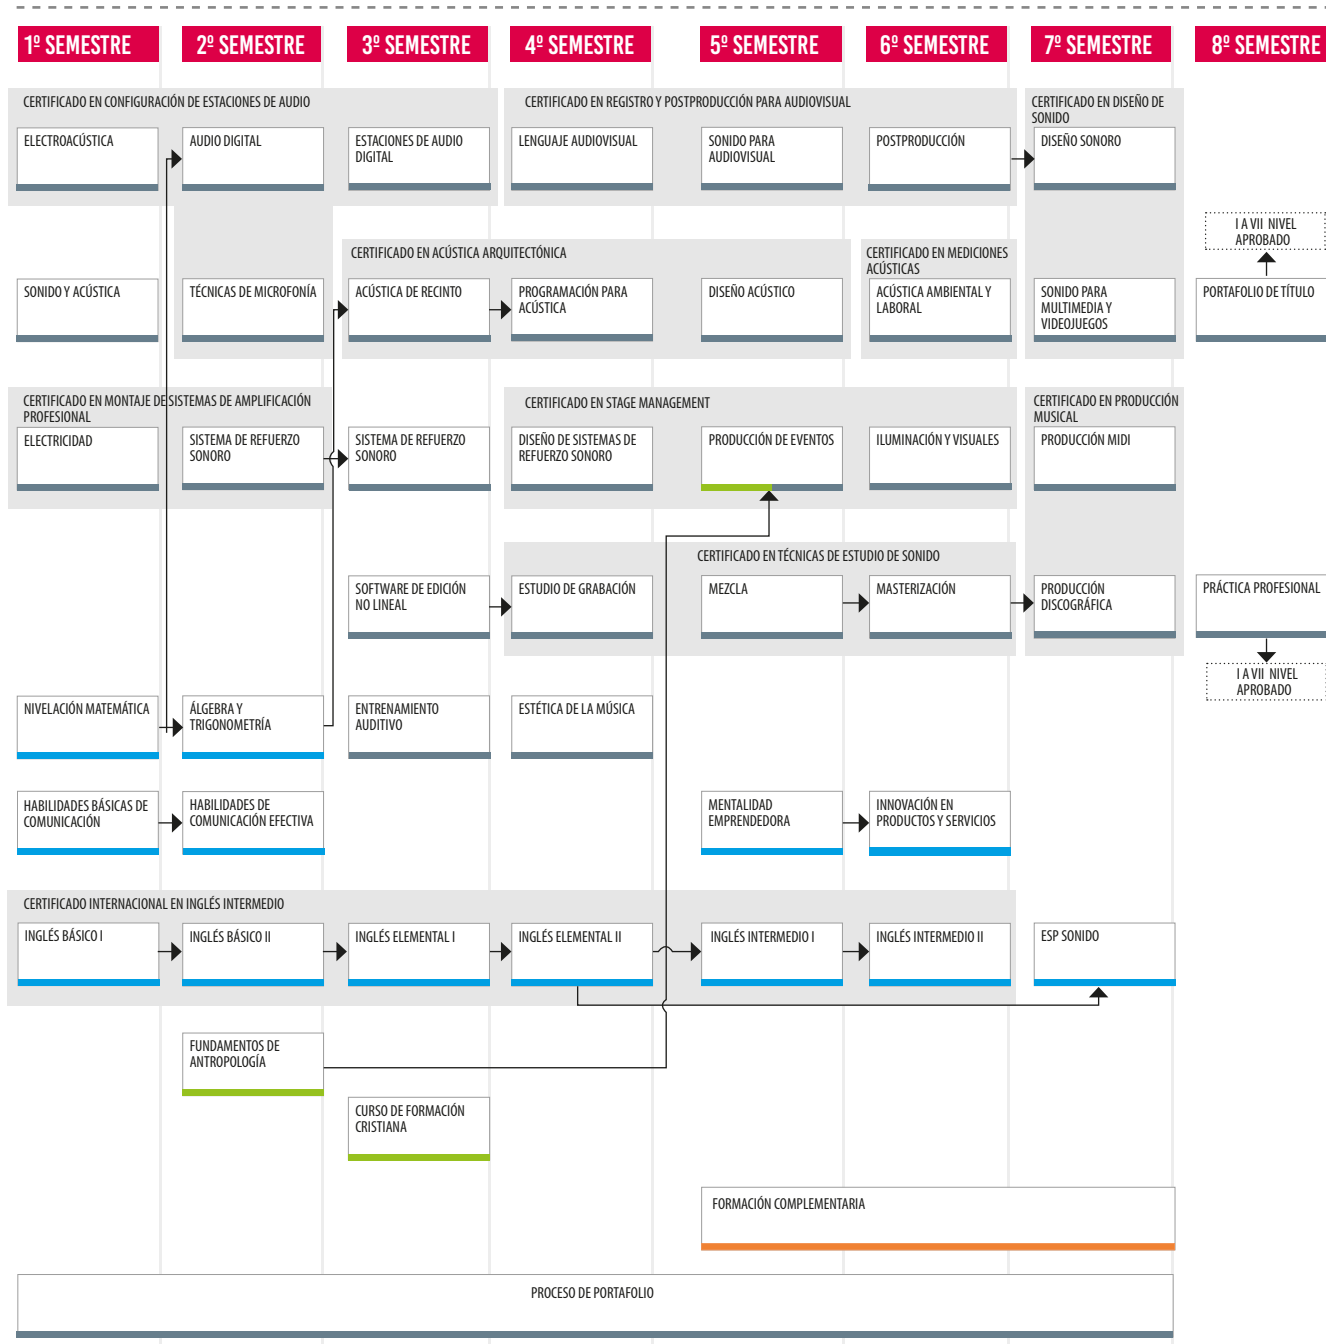 1º SEMESTRE
2º SEMESTRE
3º SEMESTRE
4º SEMESTRE
5º SEMESTRE
6º SEMESTRE
7º SEMESTRE
8º SEMESTRE
CERTIFICADO EN CONFIGURACIÓN DE ESTACIONES DE AUDIO
CERTIFICADO EN REGISTRO Y POSTPRODUCCIÓN PARA AUDIOVISUAL
CERTIFICADO EN DISEÑO DE
SONIDO
ELECTROACÚSTICA
AUDIO DIGITAL
ESTACIONES DE AUDIO
DIGITAL
LENGUAJE AUDIOVISUAL
SONIDO PARA
AUDIOVISUAL
POSTPRODUCCIÓN
DISEÑO SONORO
I A VII NIVEL
APROBADO
CERTIFICADO EN ACÚSTICA ARQUITECTÓNICA
CERTIFICADO EN MEDICIONES
ACÚSTICAS
SONIDO Y ACÚSTICA
TÉCNICAS DE MICROFONÍA
ACÚSTICA DE RECINTO
PROGRAMACIÓN PARA
ACÚSTICA
DISEÑO ACÚSTICO
ACÚSTICA AMBIENTAL Y
LABORAL
SONIDO PARA
MULTIMEDIA Y
VIDEOJUEGOS
PORTAFOLIO DE TÍTULO
CERTIFICADO EN MONTAJE DE SISTEMAS DE AMPLIFICACIÓN
PROFESIONAL
CERTIFICADO EN STAGE MANAGEMENT
CERTIFICADO EN PRODUCCIÓN
MUSICAL
ELECTRICIDAD
SISTEMA DE REFUERZO
SONORO
SISTEMA DE REFUERZO
SONORO
DISEÑO DE SISTEMAS DE
REFUERZO SONORO
PRODUCCIÓN DE EVENTOS
ILUMINACIÓN Y VISUALES
PRODUCCIÓN MIDI
CERTIFICADO EN TÉCNICAS DE ESTUDIO DE SONIDO
SOFTWARE DE EDICIÓN
NO LINEAL
ESTUDIO DE GRABACIÓN
MEZCLA
MASTERIZACIÓN
PRODUCCIÓN
DISCOGRÁFICA
PRÁCTICA PROFESIONAL
I A VII NIVEL
APROBADO
NIVELACIÓN MATEMÁTICA
ÁLGEBRA Y
TRIGONOMETRÍA
ENTRENAMIENTO
AUDITIVO
ESTÉTICA DE LA MÚSICA
HABILIDADES BÁSICAS DE
COMUNICACIÓN
HABILIDADES DE
COMUNICACIÓN EFECTIVA
MENTALIDAD
EMPRENDEDORA
INNOVACIÓN EN
PRODUCTOS Y SERVICIOS
CERTIFICADO INTERNACIONAL EN INGLÉS INTERMEDIO
INGLÉS BÁSICO I
INGLÉS BÁSICO II
INGLÉS ELEMENTAL I
INGLÉS ELEMENTAL II
INGLÉS INTERMEDIO I
INGLÉS INTERMEDIO II
ESP SONIDO
FUNDAMENTOS DE
ANTROPOLOGÍA
CURSO DE FORMACIÓN
CRISTIANA
FORMACIÓN COMPLEMENTARIA
PROCESO DE PORTAFOLIO